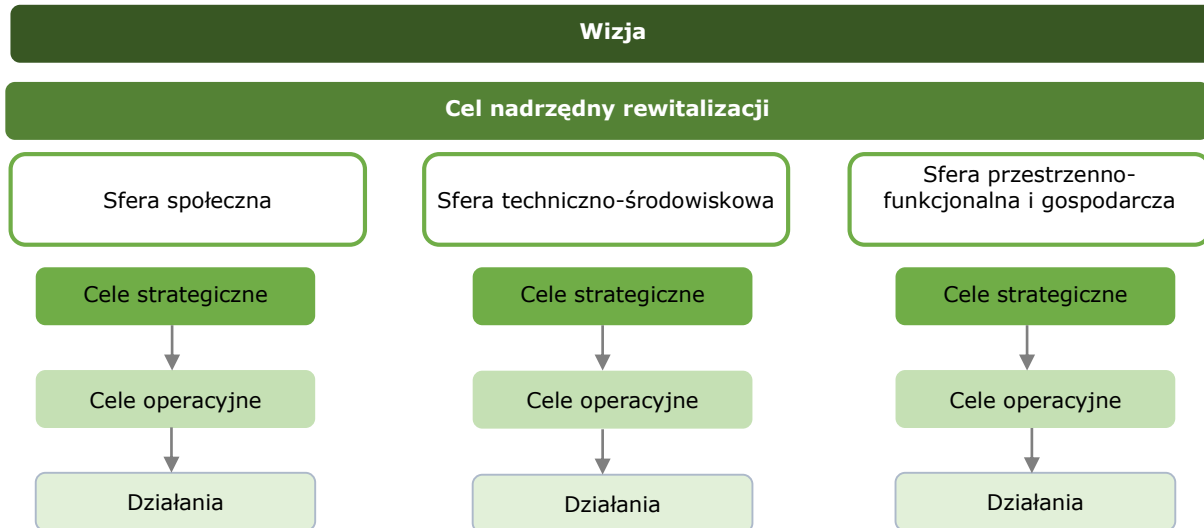 Wizja
Cel nadrzędny rewitalizacji
Sfera społeczna
Sfera techniczno-środowiskowa
Sfera przestrzenno-
funkcjonalna i gospodarcza
Cele strategiczne
Cele strategiczne
Cele strategiczne
Cele operacyjne
Cele operacyjne
Cele operacyjne
Działania
Działania
Działania